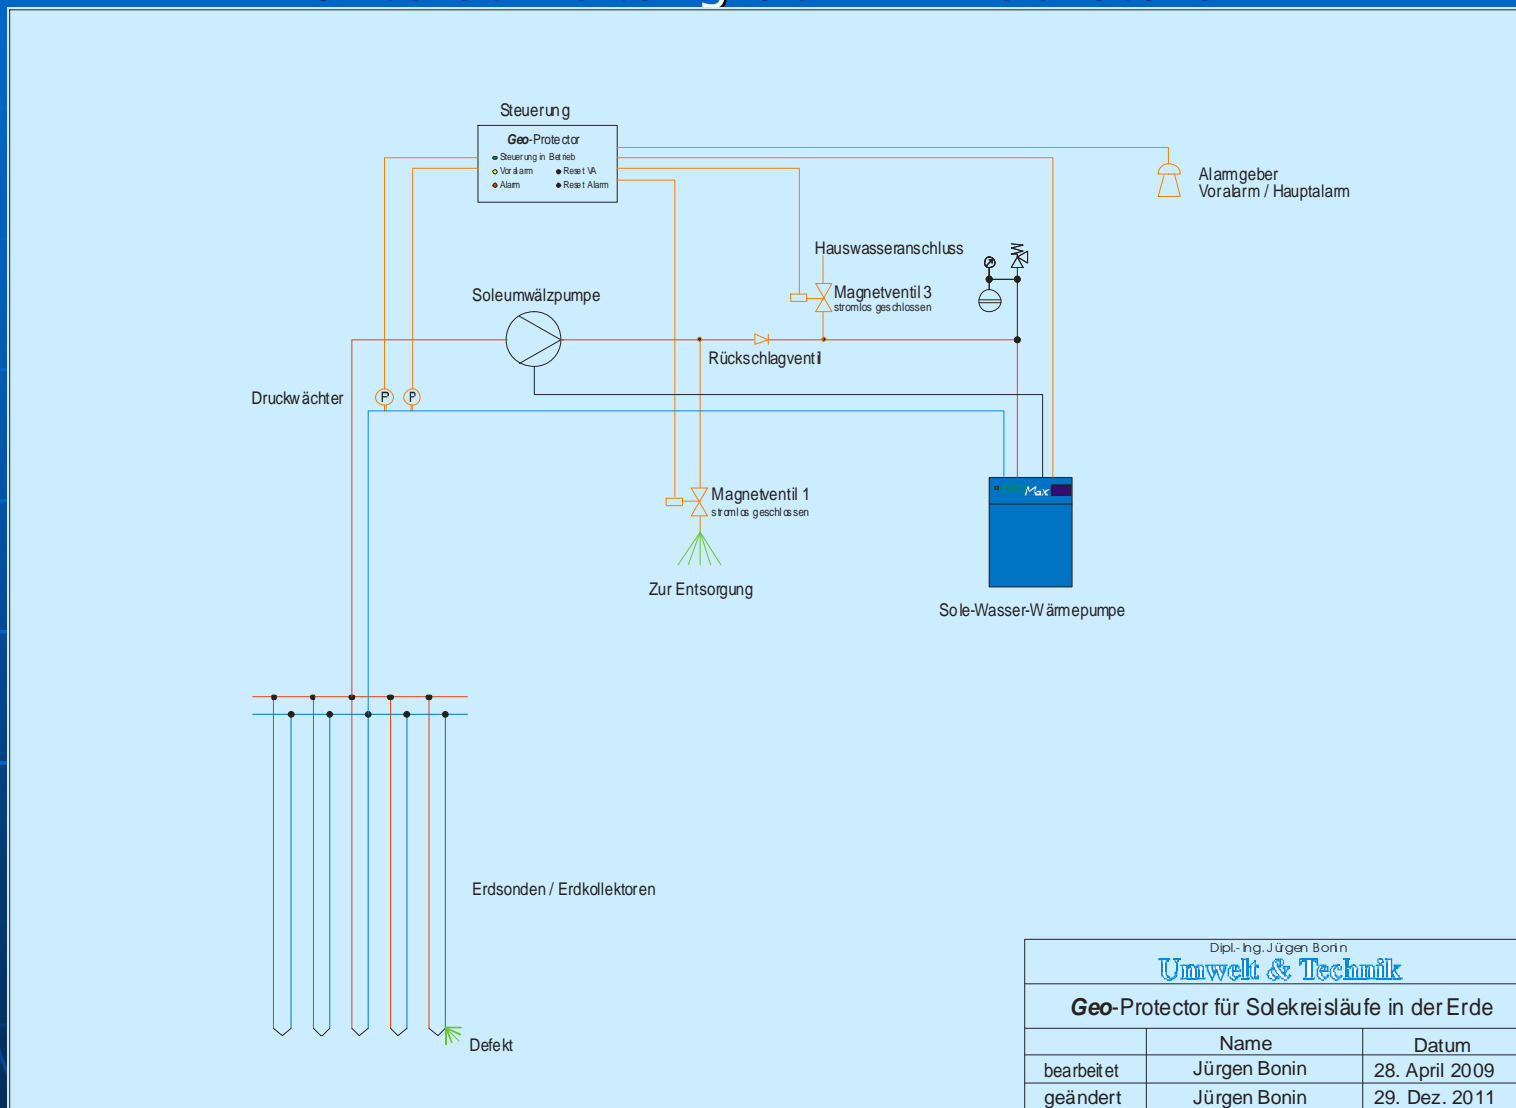 Steuerung
Geo-Protector
Steuerung in Betrieb
Voralarm
Reset VA
Alarm
Reset Alarm
Alarmgeber
Voralarm / Hauptalarm
Hauswasseranschluss
Magnetventil 3
stromlos geschlossen
Soleumwälzpumpe
Rückschlagventil
Druckwächter
P
P
Max
Magnetventil 1
stromlos geschlossen
Zur Entsorgung
Sole-Wasser-Wärmepumpe
Erdsonden / Erdkollektoren
Defekt
Dipl.-Ing. Jürgen Bonin
Umwelt & Technik
Geo-Protector für Solekreisläufe in der Erde
Name Datum
bearbeitet Jürgen Bonin 28. April 2009
geändert Jürgen Bonin 29. Dez. 2011